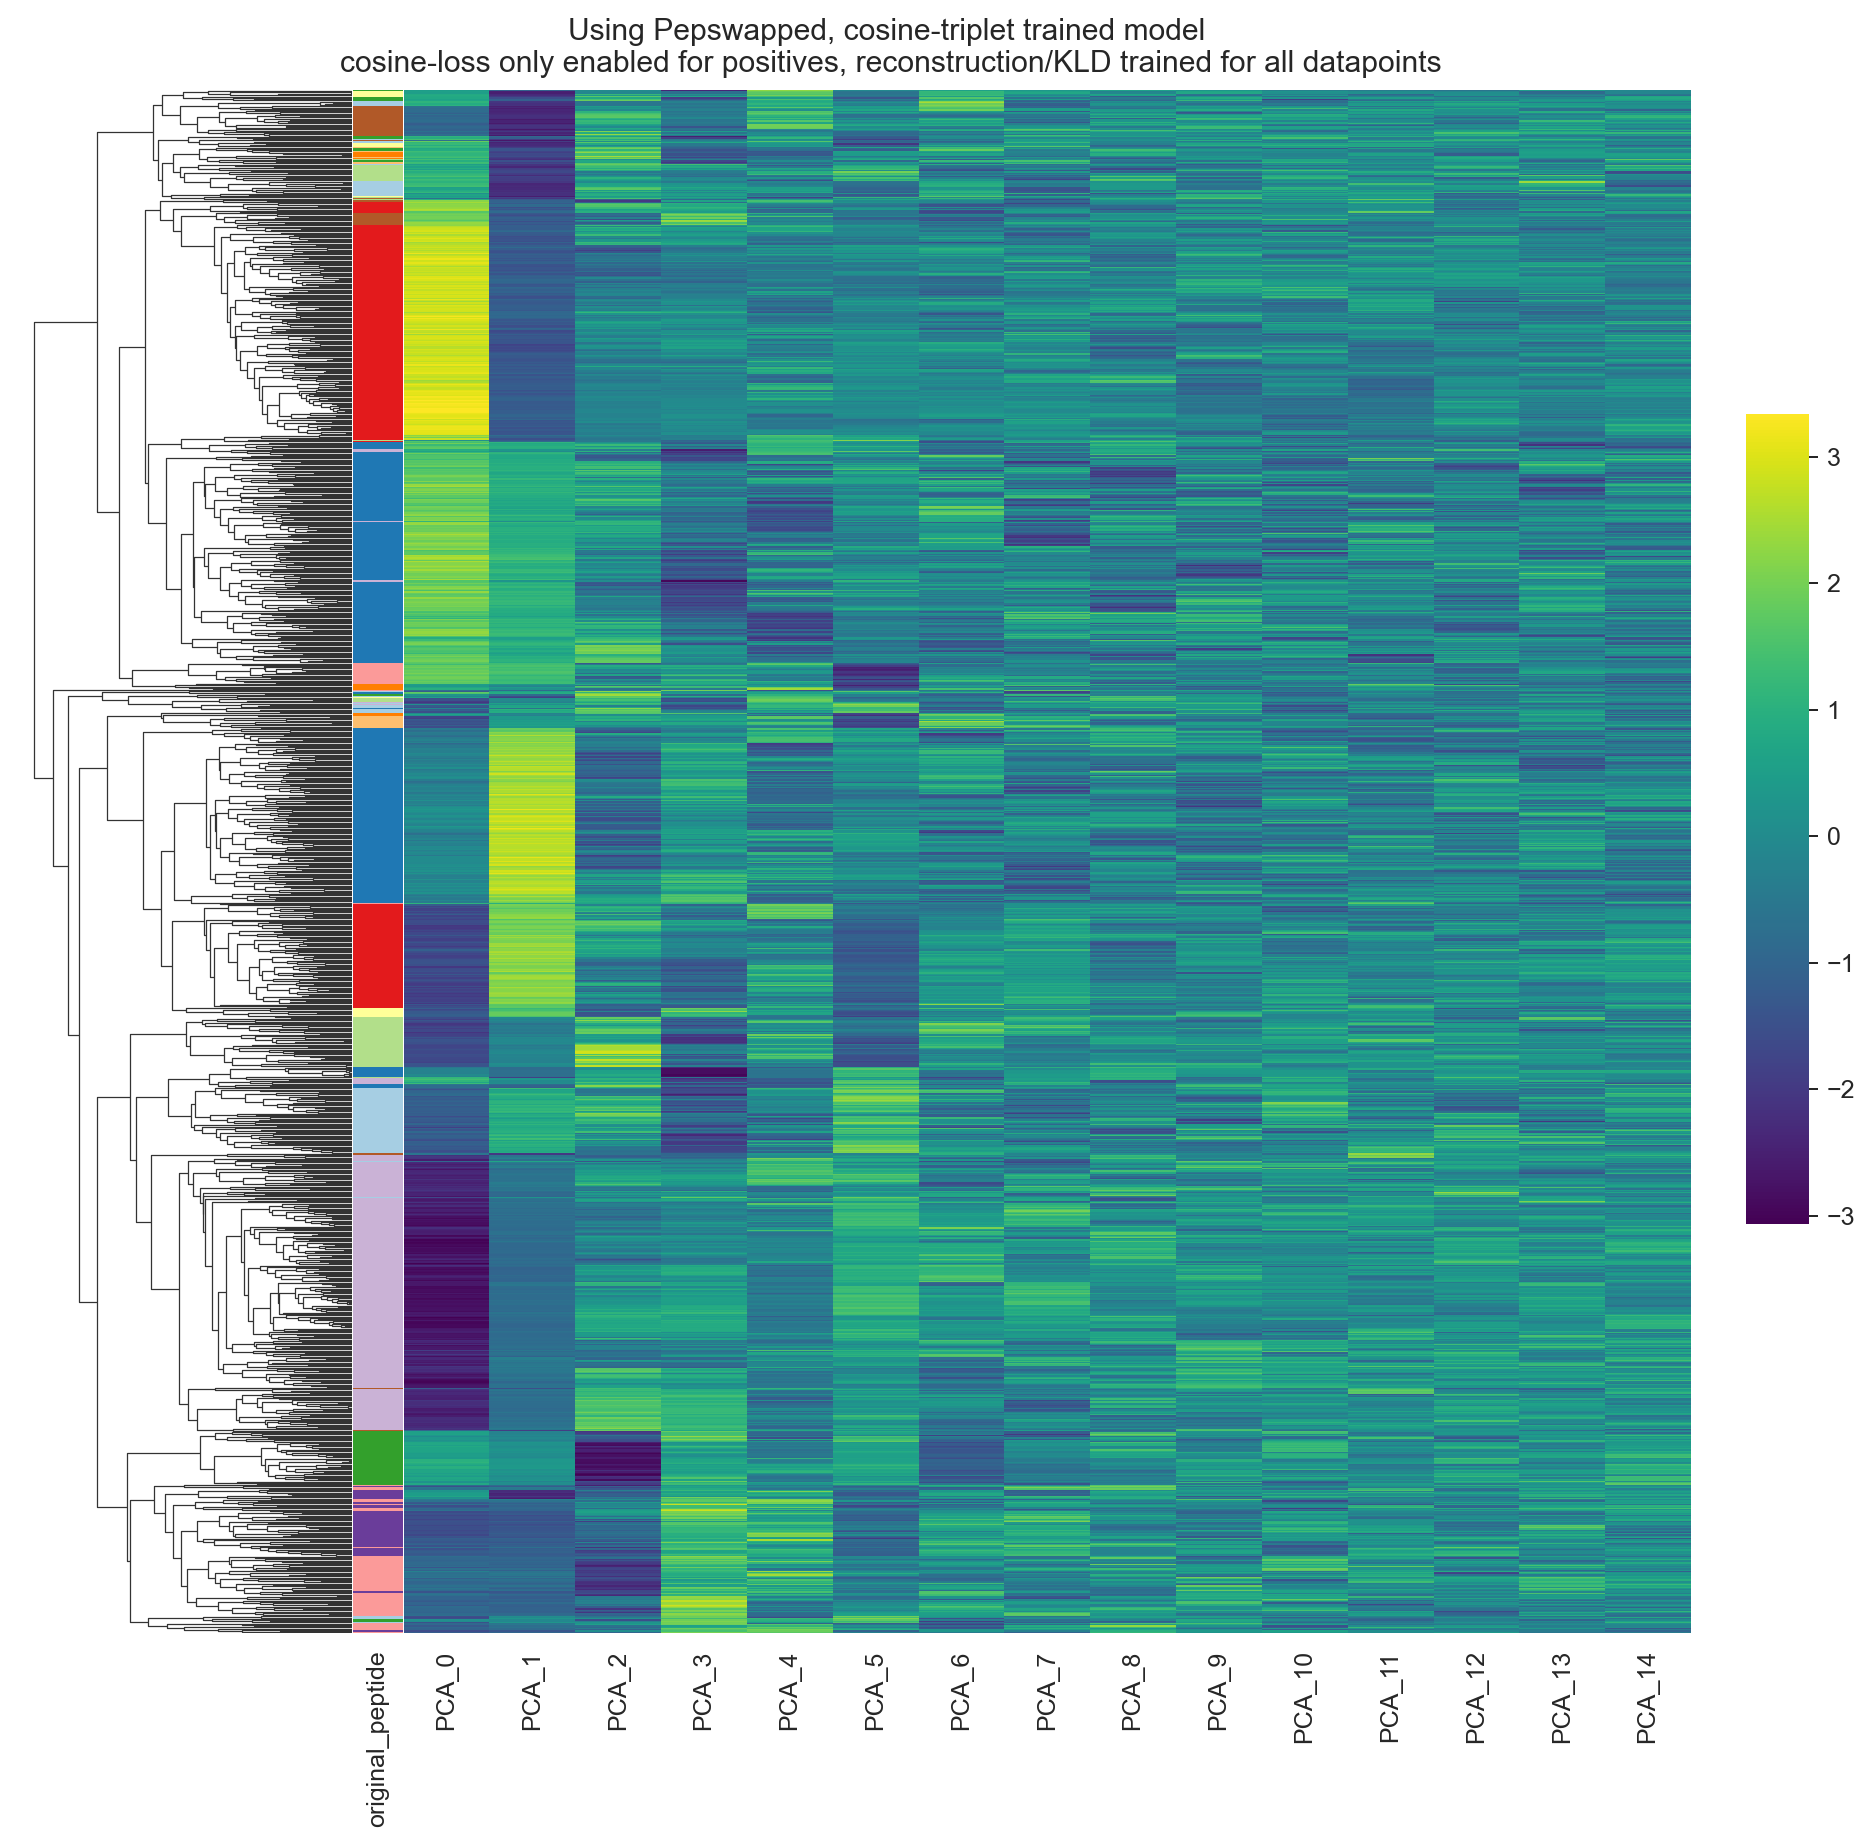 Using Pepswapped, cosine-triplet trained model
cosine-loss only enabled for positives, reconstruction/KLD trained for all datapoints
3
2
1
0
−1
−2
−3
original_peptide
PCA_0
PCA_1
PCA_2
PCA_3
PCA_4
PCA_5
PCA_6
PCA_7
PCA_8
PCA_9
PCA_10
PCA_11
PCA_12
PCA_13
PCA_14